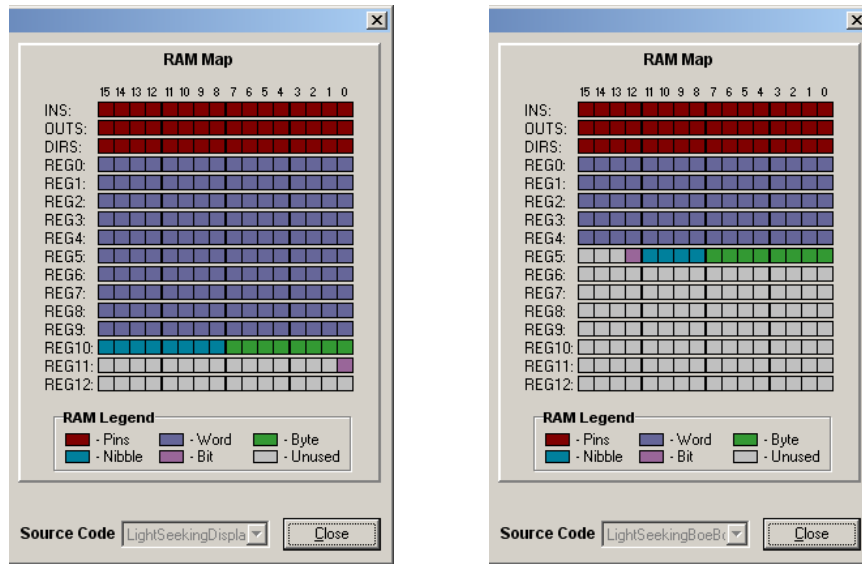 RAM Map
15 14 13 12 11 10 9 8 7 6 5 4 3 2 1 0
INS:
OUTS:
DIRS:
REG0:
REG1:
REG2:
REG3:
REG4:
REG5:
REG6:
REG7:
REG8:
REG9:
REG10:
REG11:
REG12:
RAM Legend
- Pins - Word - Byte
- Nibble - Bit - Unused
Source Code LightSeekingDispla Close
RAM Map
15 14 13 12 11 10 9 8 7 6 5 4 3 2 1 0
INS:
OUTS:
DIRS:
REG0:
REG1:
REG2:
REG3:
REG4:
REG5:
REG6:
REG7:
REG8:
REG9:
REG10:
REG11:
REG12:
RAM Legend
- Pins - Word - Byte
- Nibble - Bit - Unused
Source Code LightSeekingBoeBo Close